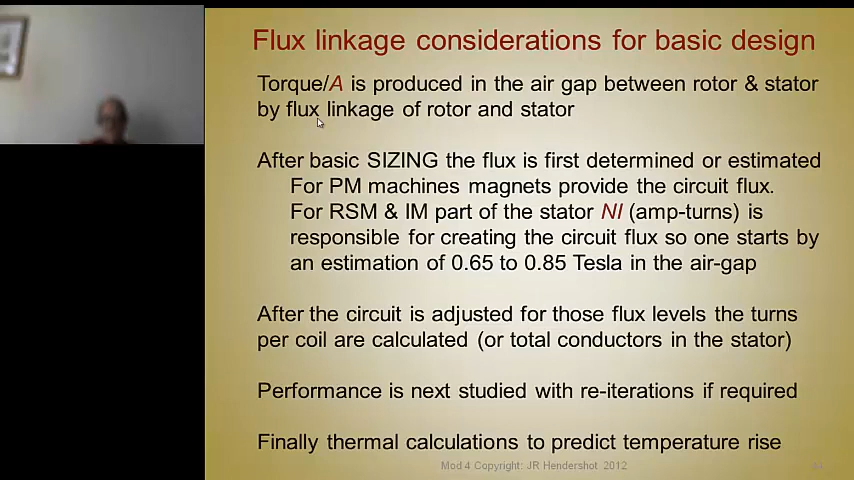 Flux linkage considerations for basic design
Torque/A is produced in the air gap between rotor & stator
by flux linkage of rotor and stator
After basic SIZING the flux is first determined or estimated
For PM machines magnets provide the circuit flux.
For RSM & IM part of the stator NI (amp-turns) is
responsible for creating the circuit flux so one starts by
an estimation of 0.65 to 0.85 Tesla in the air-gap
After the circuit is adjusted for those flux levels the turns
per coil are calculated (or total conductors in the stator)
Performance is next studied with re-iterations if required
Finally thermal calculations to predict temperature rise
Mod 4 Copyright: JR Hendershot 2012